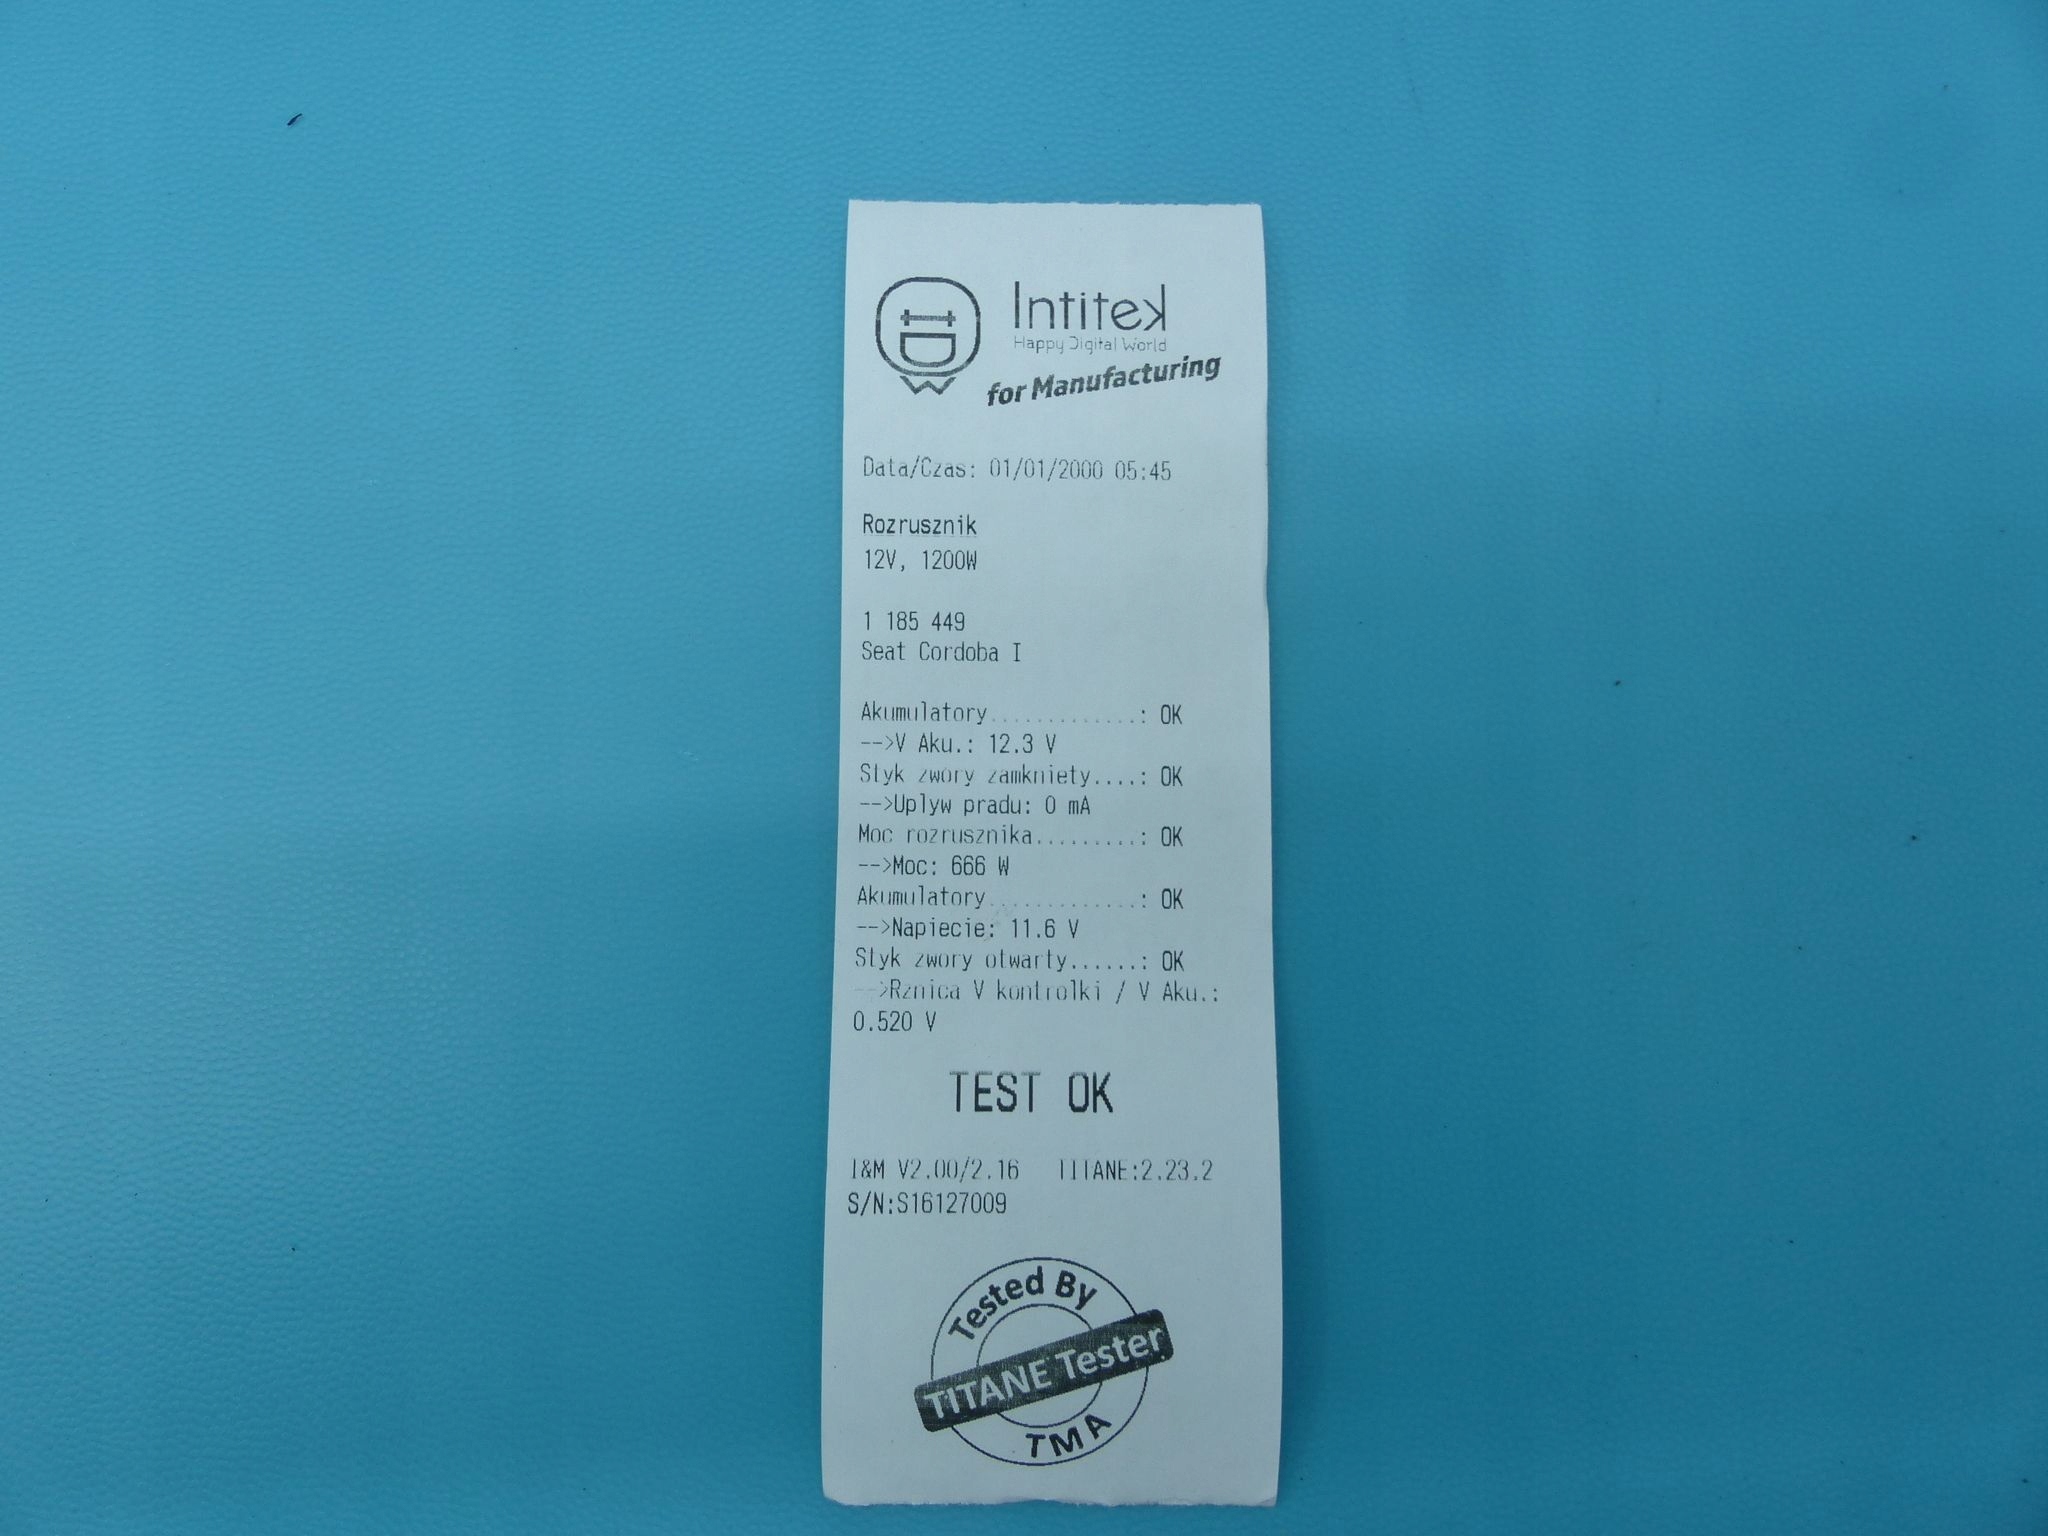 Intitek
Happy Digital World
for Manufacturing
Data/Czas: 01/01/2000 05:45
Rozrusznik
12V, 1200W
1 185 449
Seat Cordoba I
Akumulatory.............: OK
-->V Aku.: 12.3 V
Styk zwory zamkniety....: OK
-->Uplyw pradu: 0 mA
Moc rozrusznika.........: OK
-->Moc: 666 W
Akumulatory.............: OK
-->Napiecie: 11.6 V
Styk zwory otwarty......: OK
-->Rznica V kontrolki / V Aku.:
0.520 V
TEST OK
I&M V2.00/2.16 TITANE:2.23.2
S/N:S16127009
Tested By
TITANE Tester
TMA